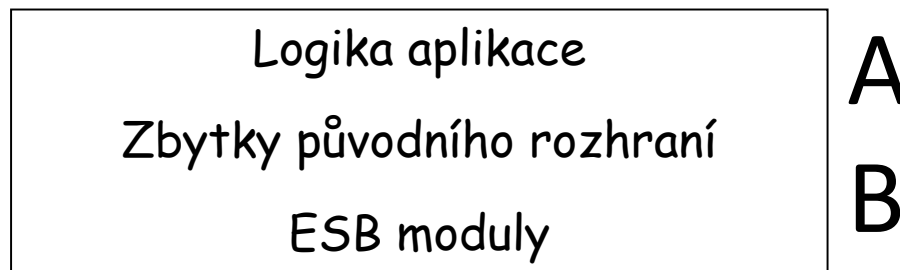 Logika aplikace
A
Zbytky původního rozhraní
B
ESB moduly